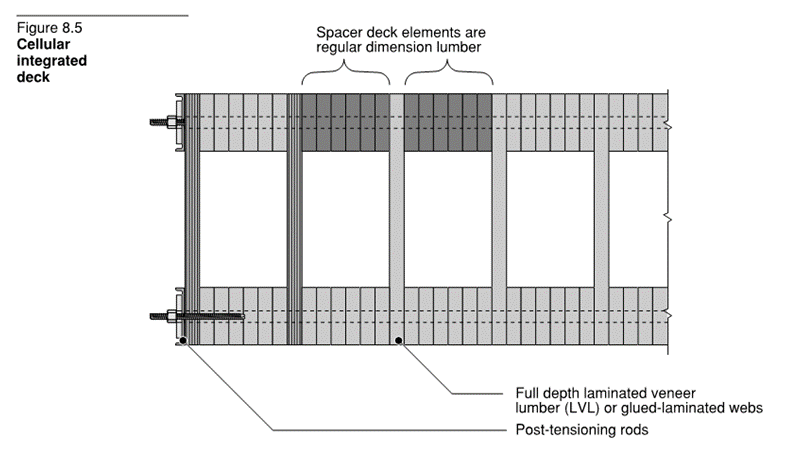 Figure 8.5
Cellular
integrated
deck
Spacer deck elements are
regular dimension lumber
Full depth laminated veneer
lumber (LVL) or glued-laminated webs
Post-tensioning rods